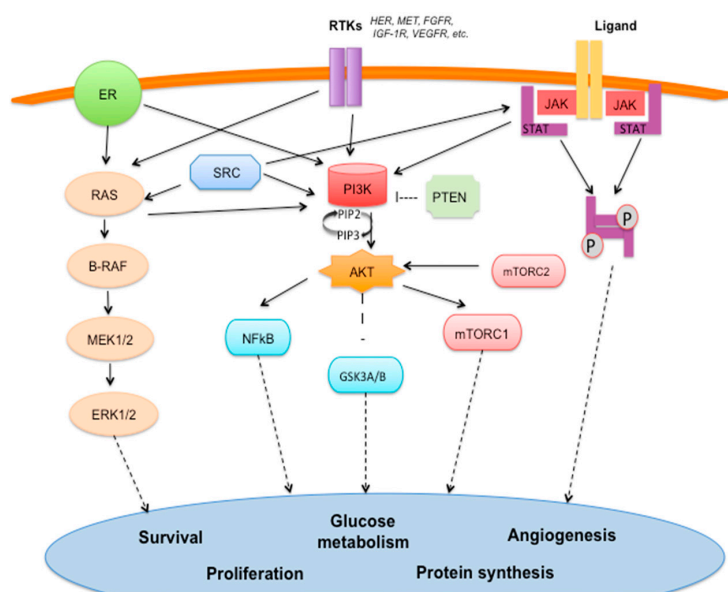 RTKs
HER, MET, FGFR,
IGF-1R, VEGFR, etc.
Ligand
ER
JAK
JAK
STAT
STAT
SRC
RAS
PI3K
PTEN
PIP2
PIP3
P
P
B-RAF
AKT
mTORC2
MEK1/2
NFkB
mTORC1
GSK3A/B
ERK1/2
Survival
Glucose
metabolism
Angiogenesis
Proliferation
Protein synthesis